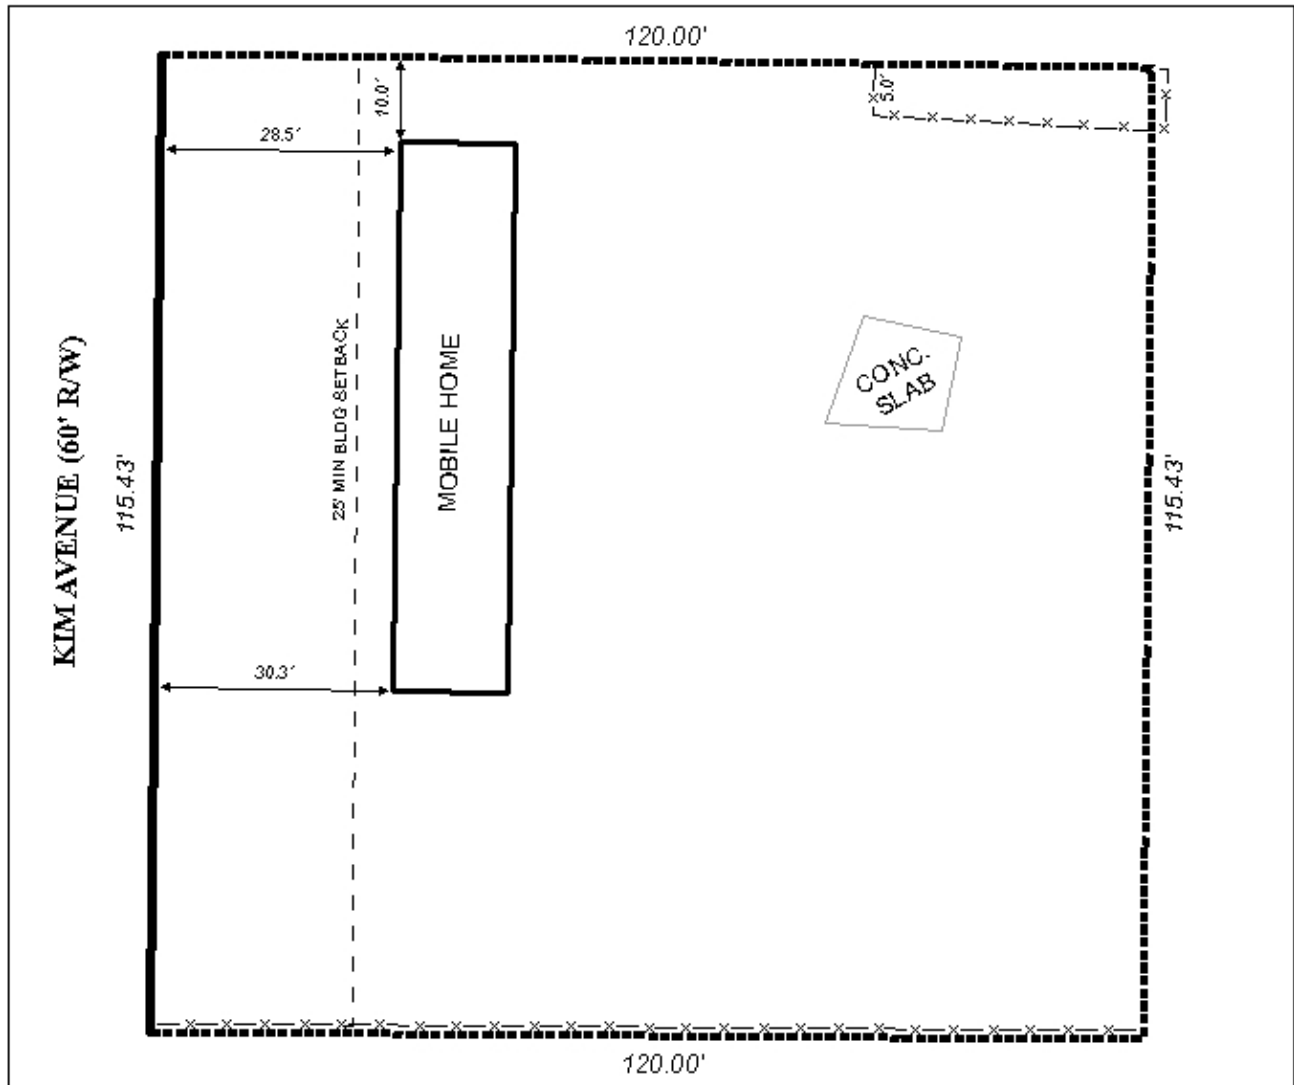 120.00'
10.0'
5.0'
28.5'
25' MIN BLDG SETBACK
MOBILE HOME
CONC.
SLAB
KIM AVENUE (60' R/W)
115.43'
115.43'
30.3'
120.00'